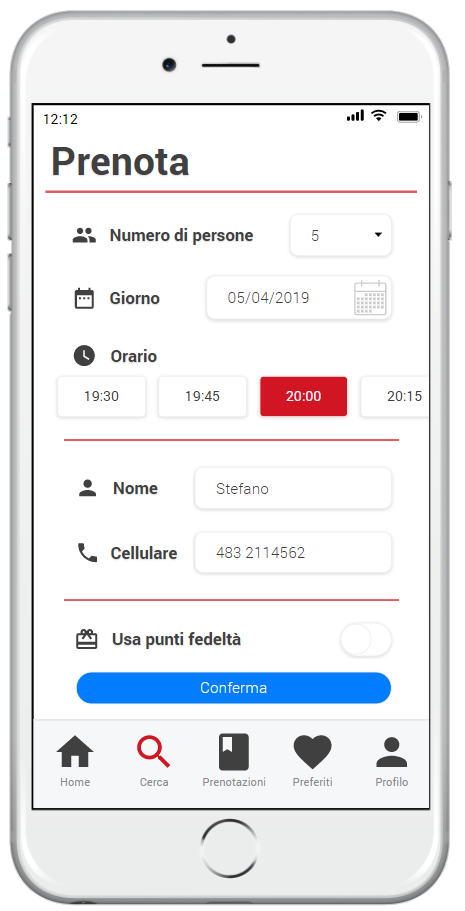 12:12
Prenota
Numero di persone 5
Giorno 05/04/2019
Orario
19:30 19:45 20:00 20:15
Nome Stefano
Cellulare 483 2114562
Usa punti fedeltà
Conferma
Home Cerca Prenotazioni Preferiti Profilo